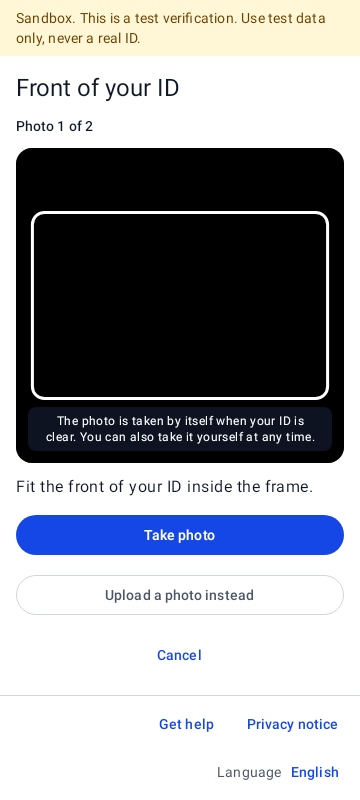 Sandbox. This is a test verification. Use test data
only, never a real ID.
Front of your ID
Photo 1 of 2
The photo is taken by itself when your ID is
clear. You can also take it yourself at any time.
Fit the front of your ID inside the frame.
Take photo
Upload a photo instead
Cancel
Get help Privacy notice
Language English